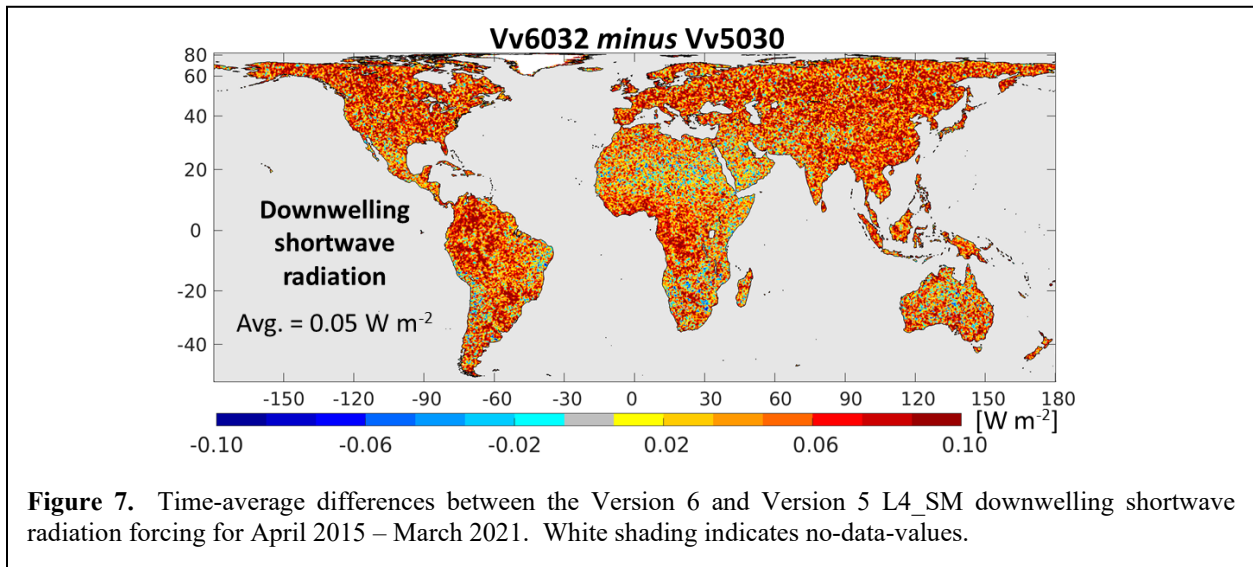 Vv6032 minus Vv5030
80
60
40
20
0
-20
-40
Downwelling
shortwave
radiation
Avg. = 0.05 W m⁻²
-150 -120 -90 -60 -30 0 30 60 90 120 150 180
[W m⁻²]
-0.10 -0.06 -0.02 0.02 0.06 0.10
Figure 7. Time-average differences between the Version 6 and Version 5 L4_SM downwelling shortwave
radiation forcing for April 2015 – March 2021. White shading indicates no-data-values.